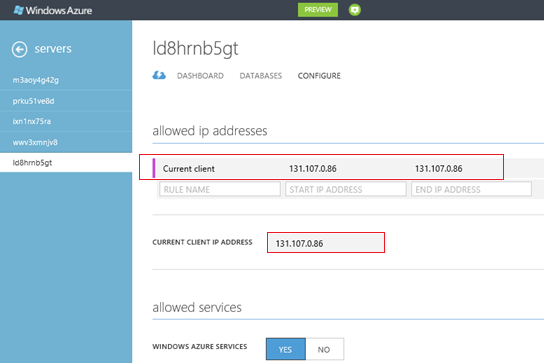 Windows Azure
PREVIEW
servers
m3aoy4g42g
prku51ve8d
ixn1nx75ra
wwv3xmnjv8
ld8hrnb5gt
ld8hrnb5gt
DASHBOARD DATABASES CONFIGURE
allowed ip addresses
Current client 131.107.0.86 131.107.0.86
RULE NAME START IP ADDRESS END IP ADDRESS
CURRENT CLIENT IP ADDRESS 131.107.0.86
allowed services
WINDOWS AZURE SERVICES YES NO